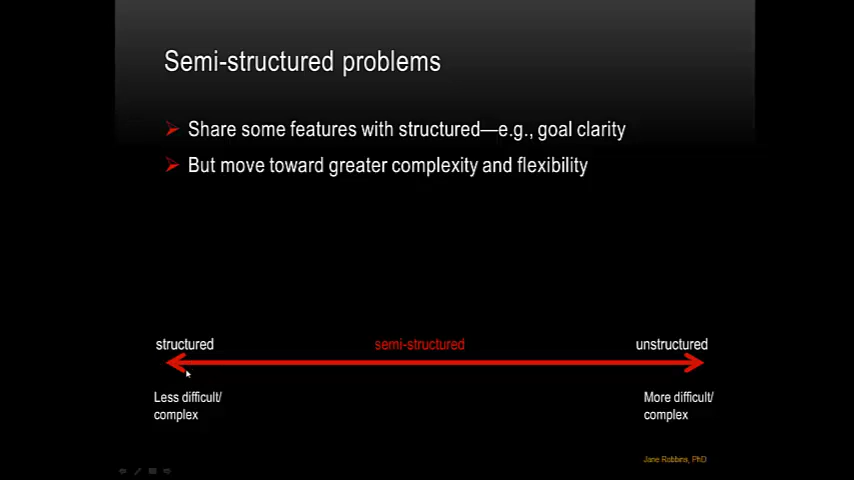 Semi-structured problems
Share some features with structured—e.g., goal clarity
But move toward greater complexity and flexibility
structured
semi-structured
unstructured
Less difficult/
complex
More difficult/
complex
Jane Robbins, PhD